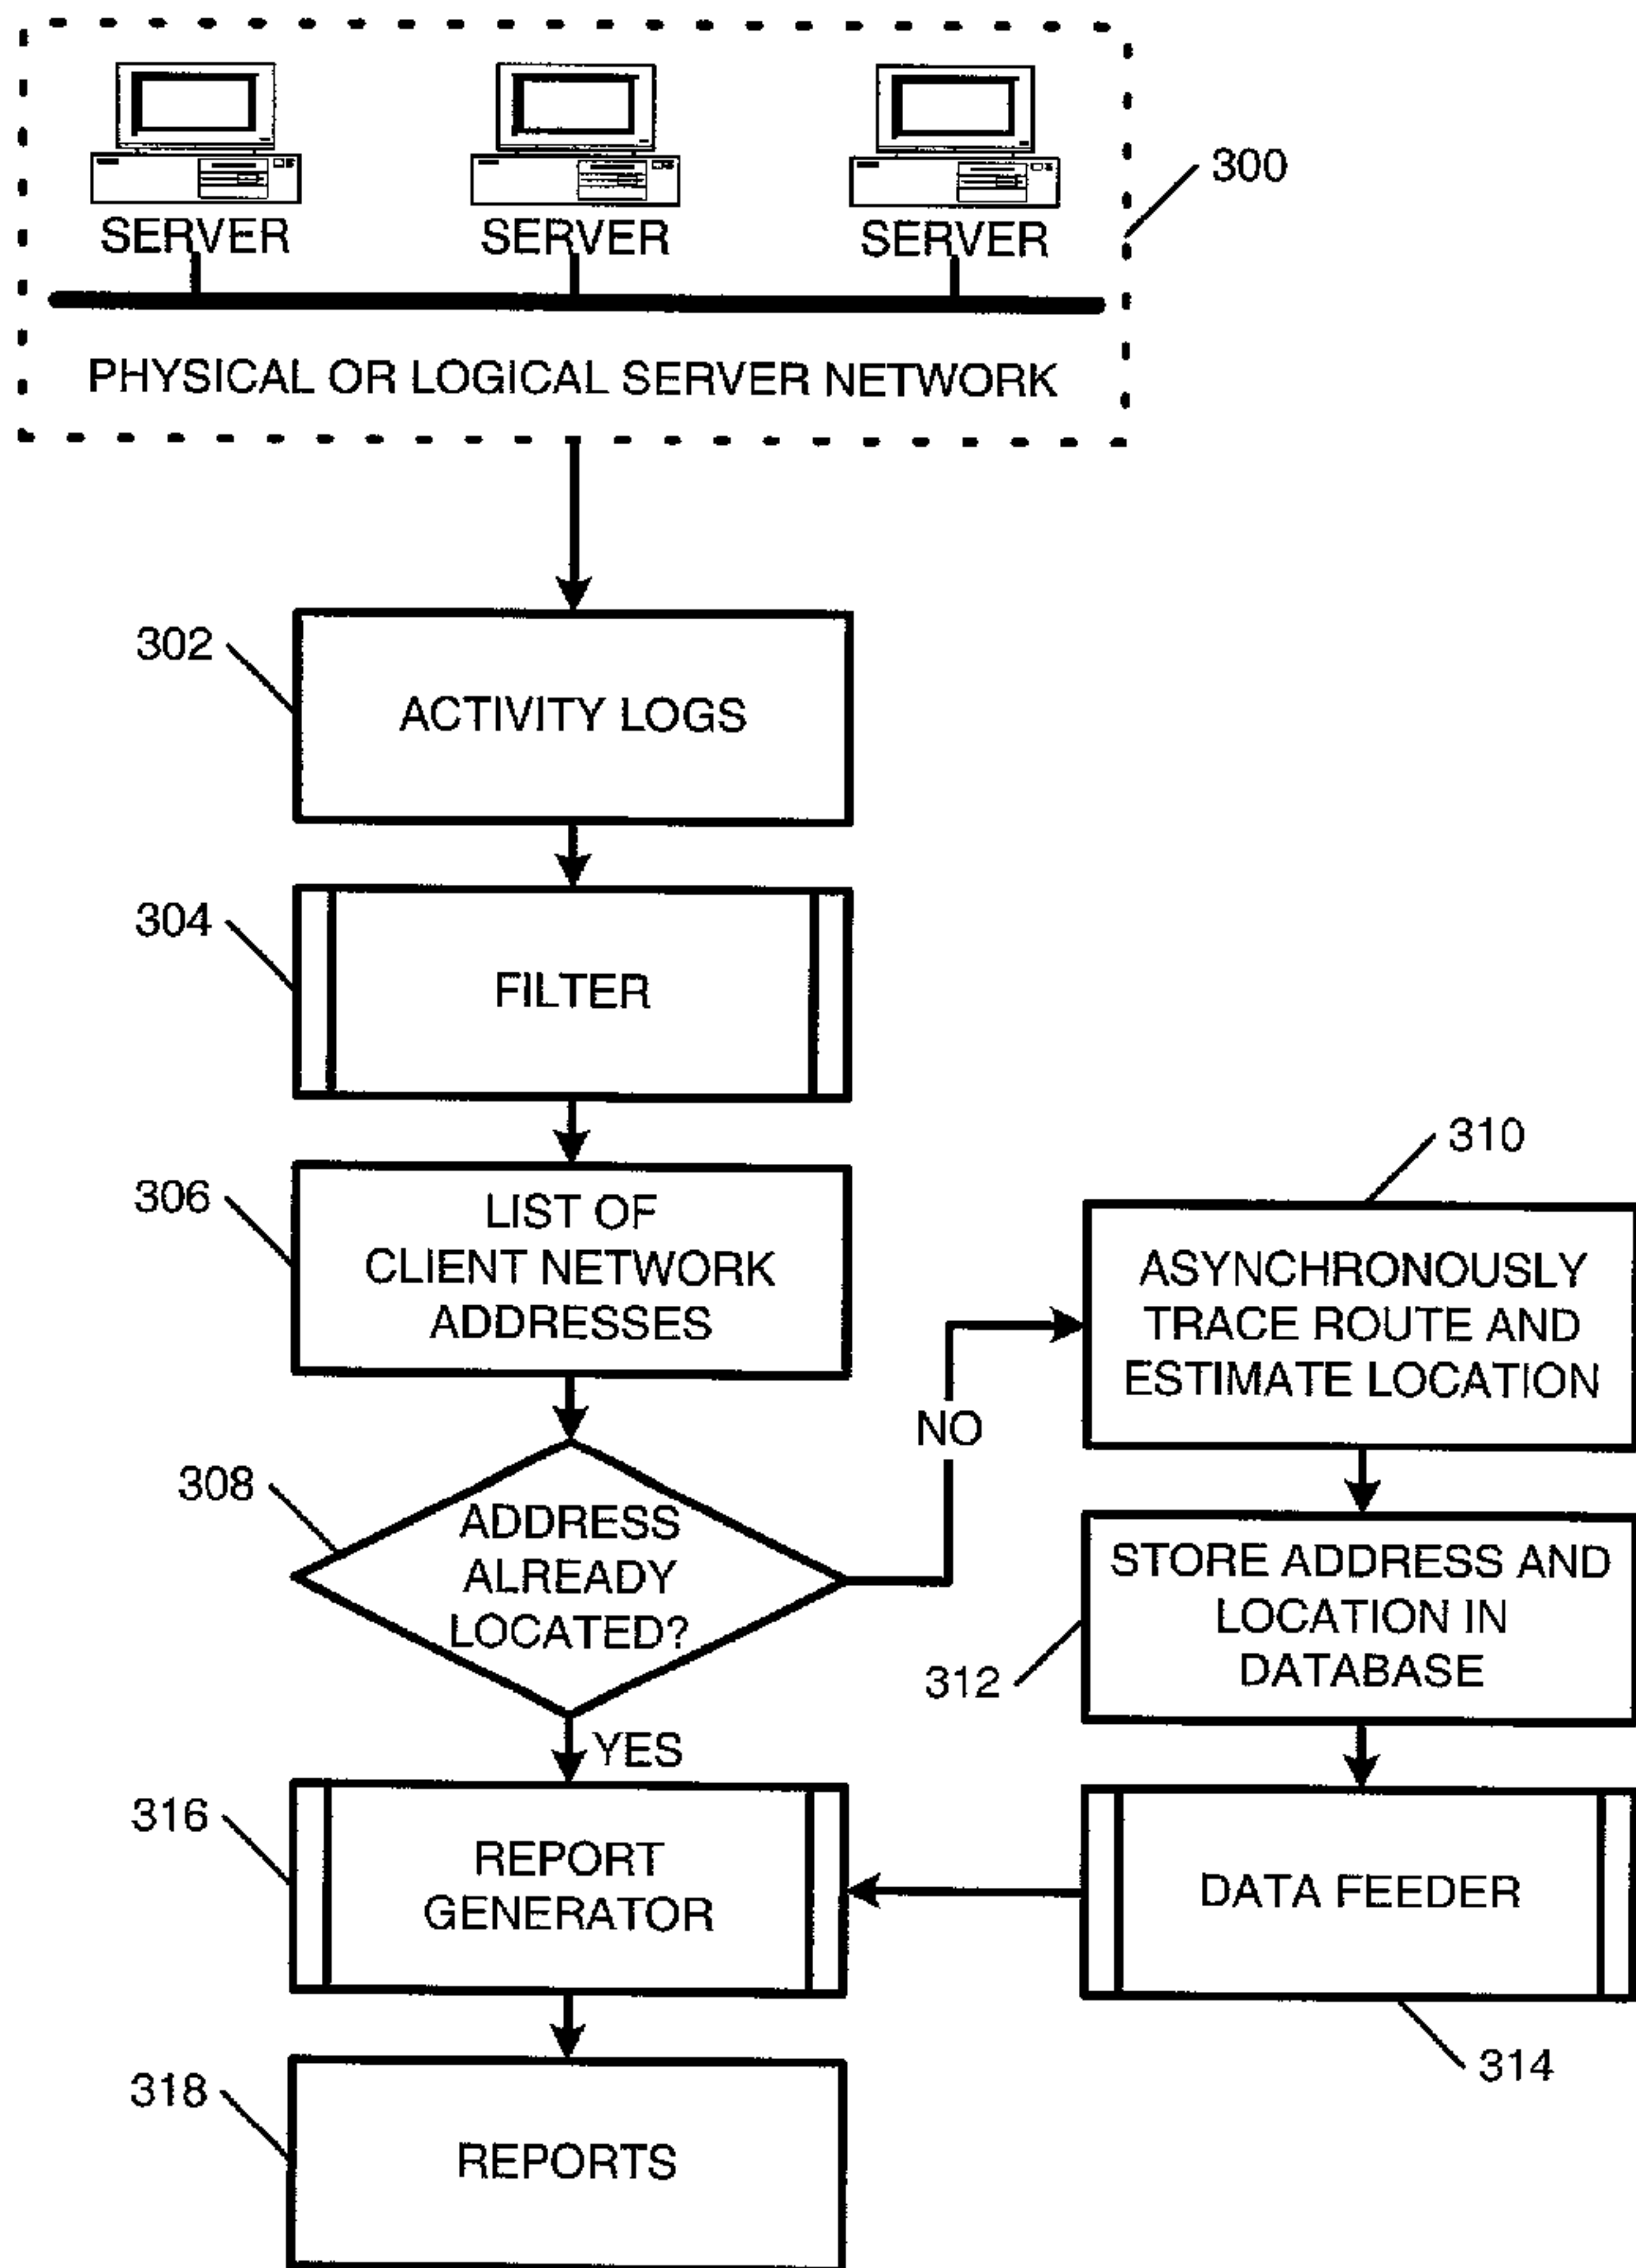 SERVER
SERVER
SERVER
300
PHYSICAL OR LOGICAL SERVER NETWORK
302
ACTIVITY LOGS
304
FILTER
306
LIST OF
CLIENT NETWORK
ADDRESSES
310
ASYNCHRONOUSLY
TRACE ROUTE AND
ESTIMATE LOCATION
NO
308
ADDRESS
ALREADY
LOCATED?
312
STORE ADDRESS AND
LOCATION IN
DATABASE
YES
316
REPORT
GENERATOR
DATA FEEDER
314
318
REPORTS